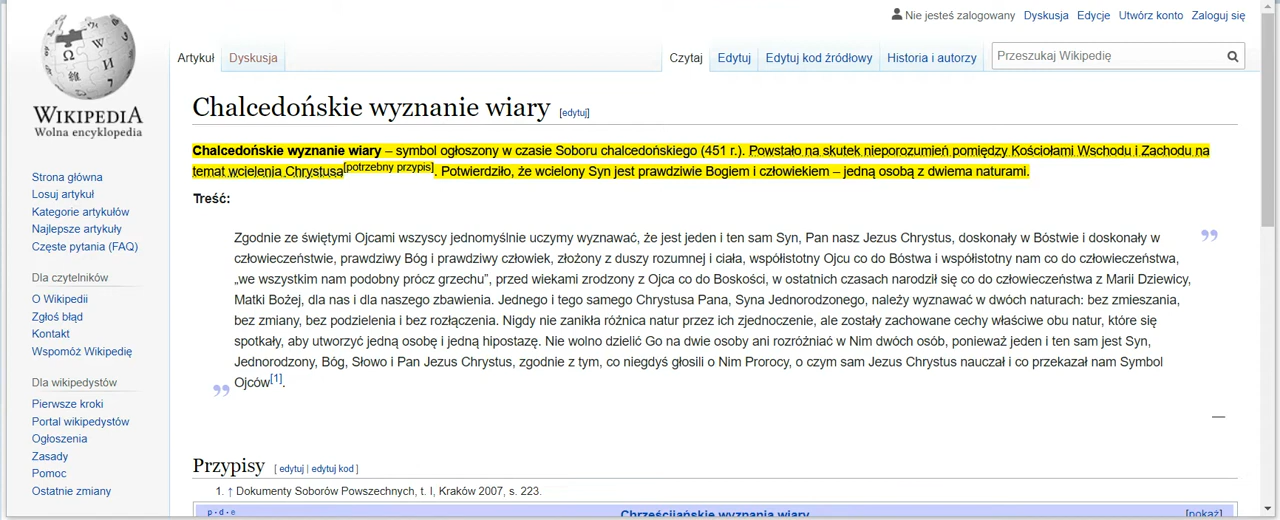 Nie jesteś zalogowany Dyskusja Edycje Utwórz konto Zaloguj się
Artykuł Dyskusja Czytaj Edytuj Edytuj kod źródłowy Historia i autorzy Przeszukaj Wikipedię
WIKIPEDIA
Wolna encyklopedia
Strona główna
Losuj artykuł
Kategorie artykułów
Najlepsze artykuły
Częste pytania (FAQ)
Dla czytelników
O Wikipedii
Zgłoś błąd
Kontakt
Wspomóż Wikipedię
Dla wikipedystów
Pierwsze kroki
Portal wikipedystów
Ogłoszenia
Zasady
Pomoc
Ostatnie zmiany
Chalcedońskie wyznanie wiary [edytuj]
Chalcedońskie wyznanie wiary – symbol ogłoszony w czasie Soboru chalcedońskiego (451 r.). Powstało na skutek nieporozumień pomiędzy Kościołami Wschodu i Zachodu na
temat wcielenia Chrystusa[potrzebny przypis]. Potwierdziło, że wcielony Syn jest prawdziwie Bogiem i człowiekiem – jedną osobą z dwiema naturami.
Treść:
Zgodnie ze świętymi Ojcami wszyscy jednomyślnie uczymy wyznawać, że jest jeden i ten sam Syn, Pan nasz Jezus Chrystus, doskonały w Bóstwie i doskonały w
człowieczeństwie, prawdziwy Bóg i prawdziwy człowiek, złożony z duszy rozumnej i ciała, współistotny Ojcu co do Bóstwa i współistotny nam co do człowieczeństwa,
„we wszystkim nam podobny prócz grzechu”, przed wiekami zrodzony z Ojca co do Boskości, w ostatnich czasach narodził się co do człowieczeństwa z Marii Dziewicy,
Matki Bożej, dla nas i dla naszego zbawienia. Jednego i tego samego Chrystusa Pana, Syna Jednorodzonego, należy wyznawać w dwóch naturach: bez zmieszania,
bez zmiany, bez podzielenia i bez rozłączenia. Nigdy nie zanikła różnica natur przez ich zjednoczenie, ale zostały zachowane cechy właściwe obu natur, które się
spotkały, aby utworzyć jedną osobę i jedną hipostazę. Nie wolno dzielić Go na dwie osoby ani rozróżniać w Nim dwóch osób, ponieważ jeden i ten sam jest Syn,
Jednorodzony, Bóg, Słowo i Pan Jezus Chrystus, zgodnie z tym, co niegdyś głosili o Nim Prorocy, o czym sam Jezus Chrystus nauczał i co przekazał nam Symbol
Ojców[1].
—
Przypisy [ edytuj | edytuj kod ]
1. ↑ Dokumenty Soborów Powszechnych, t. I, Kraków 2007, s. 223.
p · d · e Chrześcijańskie wyznania wiary [pokaż]